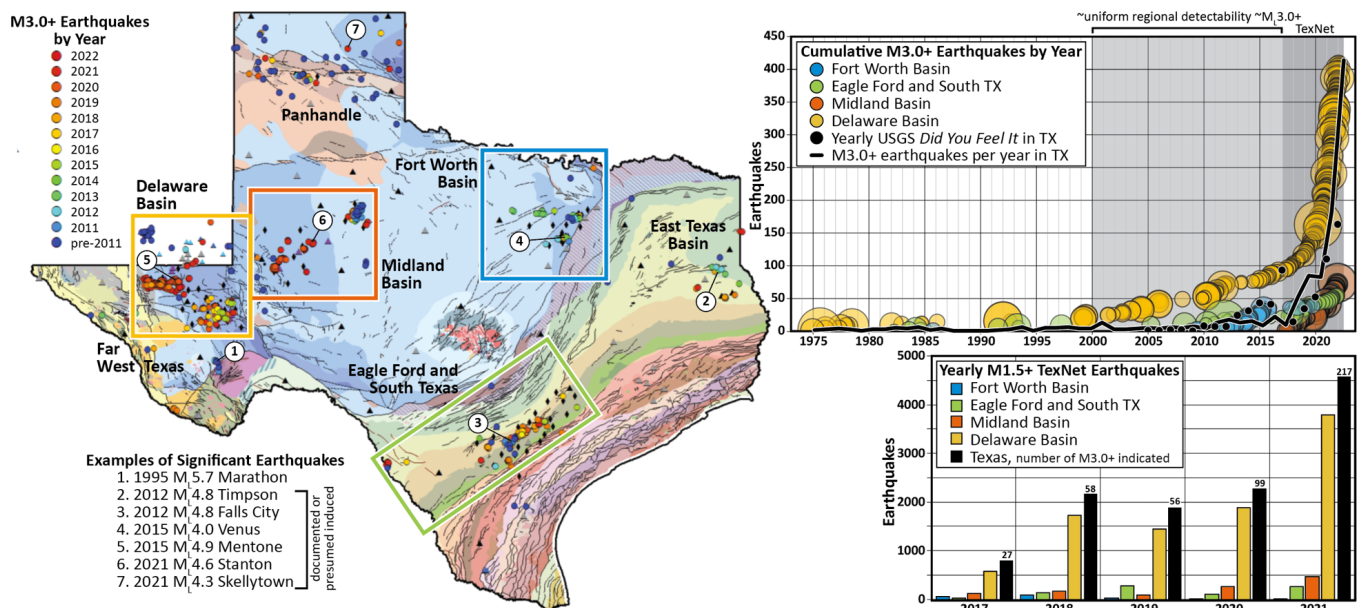 M3.0+ Earthquakes
by Year
2022
2021
2020
2019
2018
2017
2016
2015
2014
2013
2012
2011
pre-2011
7
Panhandle
Delaware
Basin
Fort Worth
Basin
6
5
4
East Texas
Basin
Midland
Basin
2
1
Far
West Texas
Eagle Ford and
South Texas
3
Examples of Significant Earthquakes
1. 1995 ML5.7 Marathon
2. 2012 ML4.8 Timpson
3. 2012 ML4.8 Falls City
4. 2015 ML4.0 Venus
5. 2015 ML4.9 Mentone
6. 2021 ML4.6 Stanton
7. 2021 ML4.3 Skellytown
documented or
presumed induced
~uniform regional detectability ~ML3.0+
TexNet
Cumulative M3.0+ Earthquakes by Year
Fort Worth Basin
Eagle Ford and South TX
Midland Basin
Delaware Basin
Yearly USGS Did You Feel It in TX
M3.0+ earthquakes per year in TX
Earthquakes
450
400
350
300
250
200
150
100
50
0
1975 1980 1985 1990 1995 2000 2005 2010 2015 2020
Yearly M1.5+ TexNet Earthquakes
Fort Worth Basin
Eagle Ford and South TX
Midland Basin
Delaware Basin
Texas, number of M3.0+ indicated
Earthquakes
5000
4000
3000
2000
1000
0
27
58
56
99
217
2017 2018 2019 2020 2021